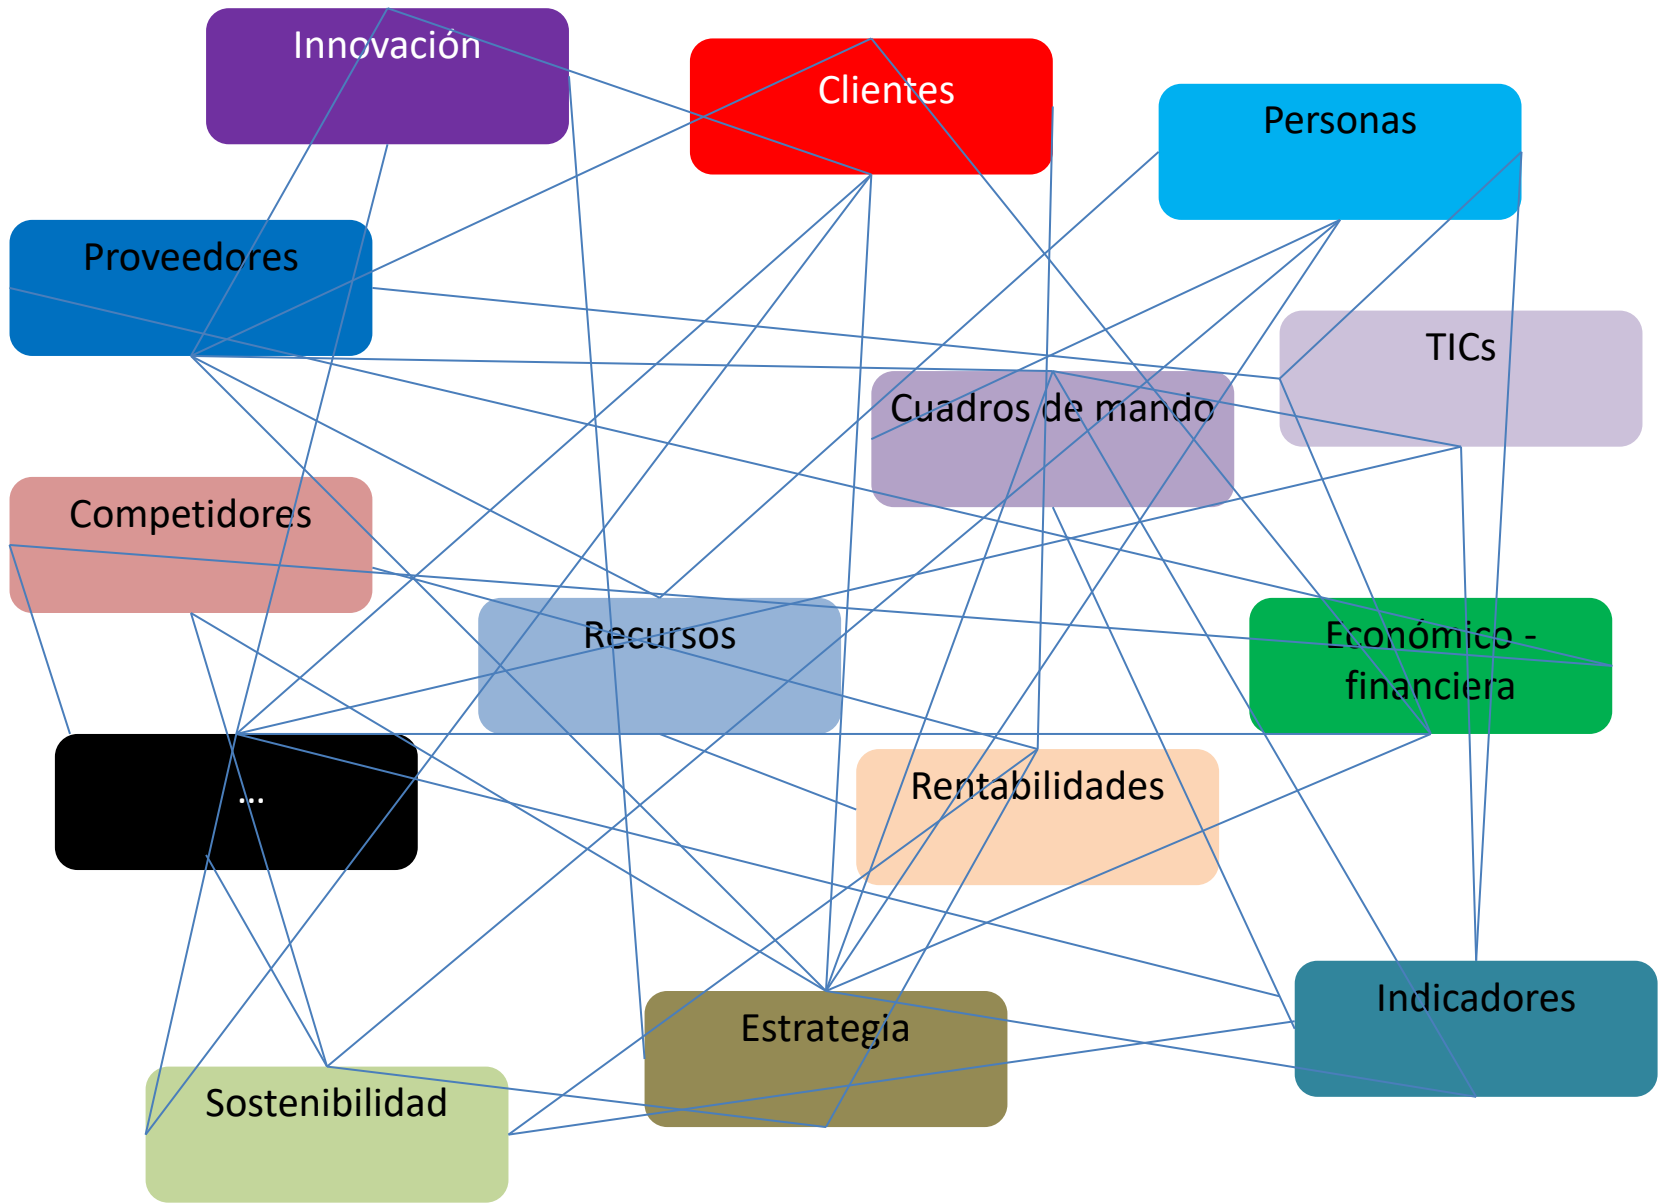 Innovación
Clientes
Personas
Proveedores
TICs
Cuadros de mando
Competidores
Recursos
Económico -
financiera
...
Rentabilidades
Indicadores
Estrategia
Sostenibilidad